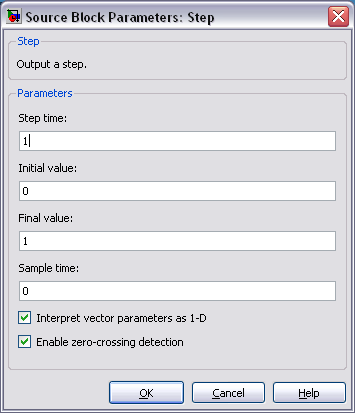 Source Block Parameters: Step
Step
Output a step.
Parameters
Step time:
1
Initial value:
0
Final value:
1
Sample time:
0
Interpret vector parameters as 1-D
Enable zero-crossing detection
OK Cancel Help